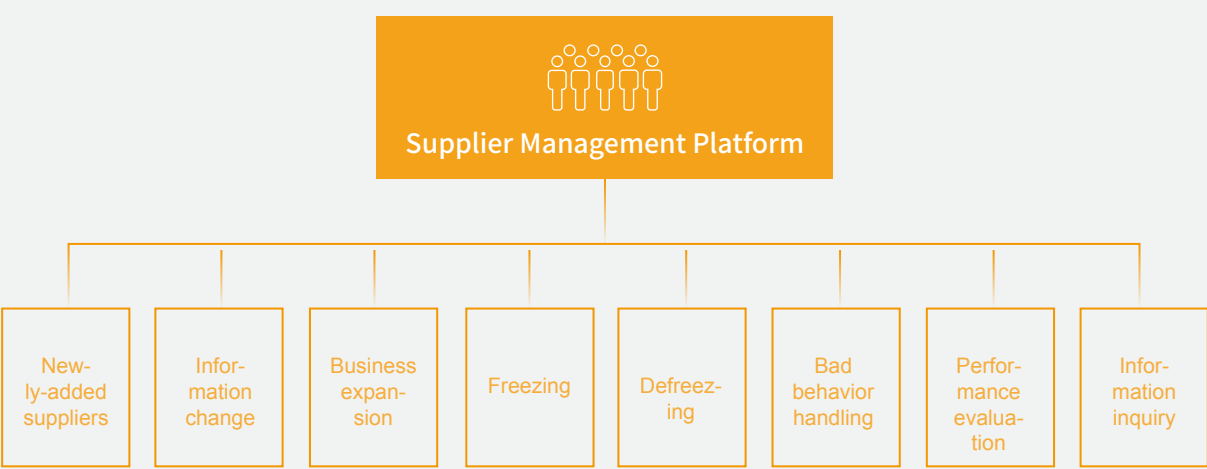 Supplier Management Platform
New-
ly-added
suppliers
Infor-
mation
change
Business
expan-
sion
Freezing
Defreez-
ing
Bad
behavior
handling
Perfor-
mance
evalua-
tion
Infor-
mation
inquiry